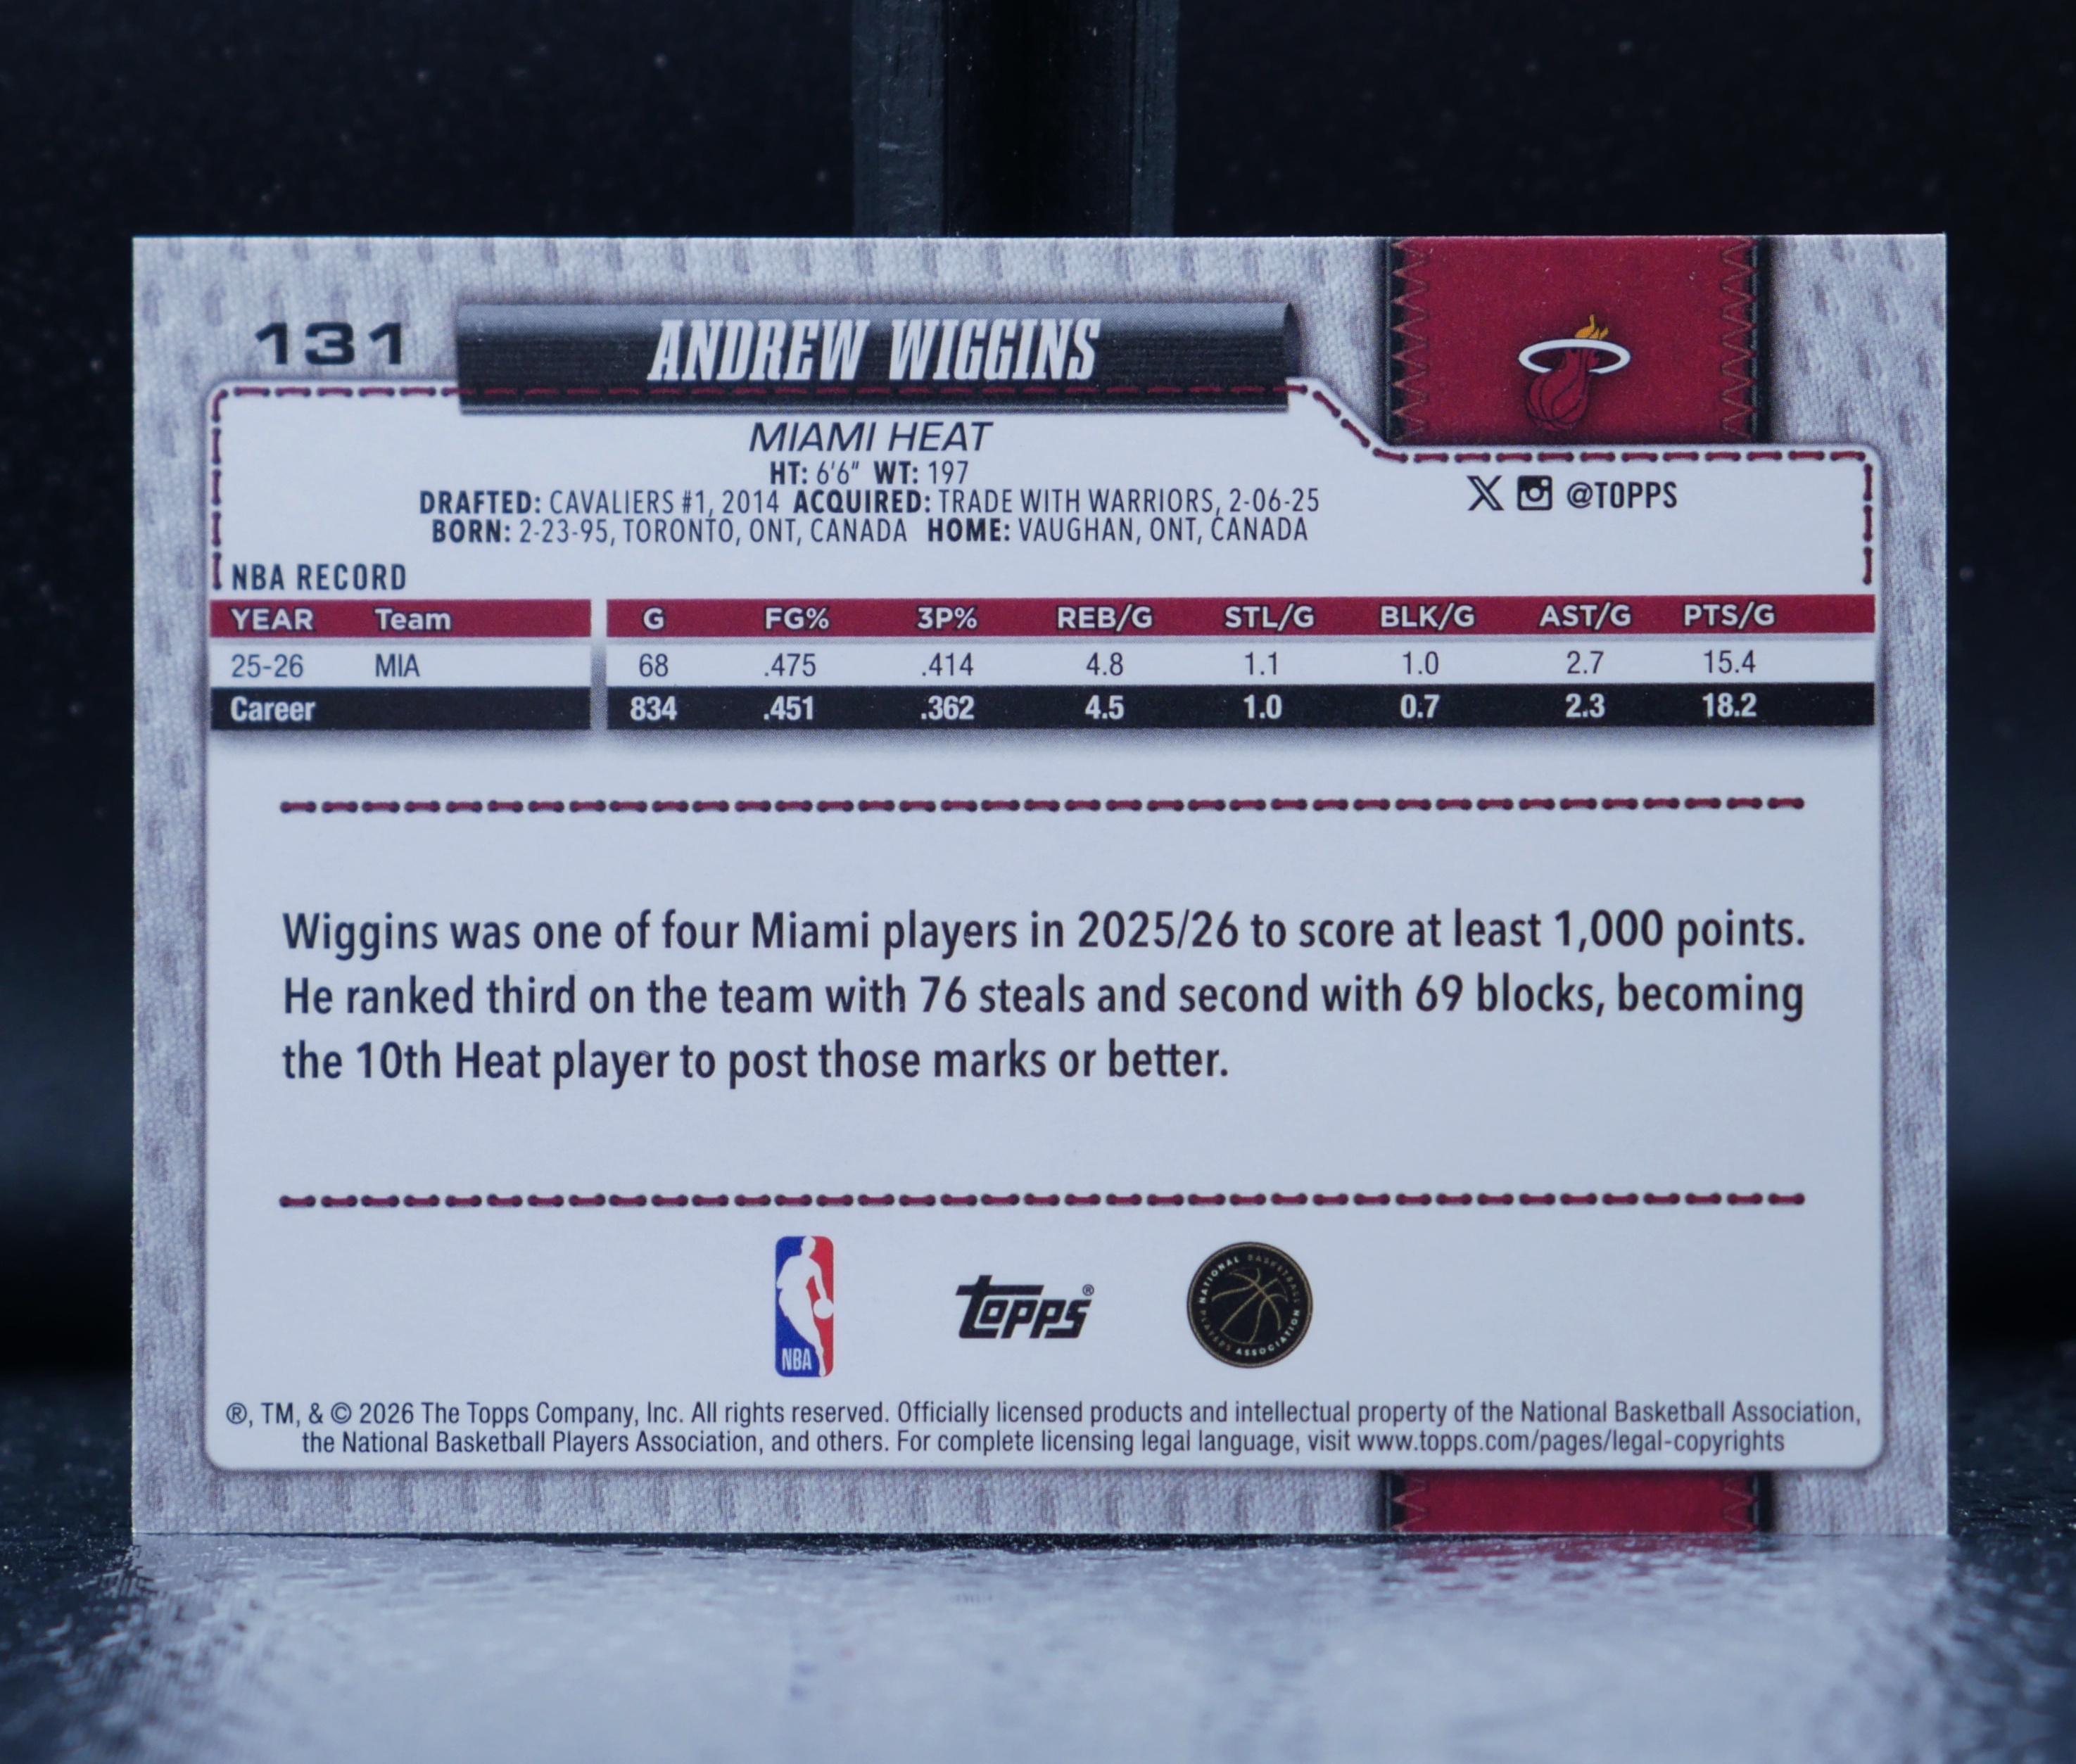 131
ANDREW WIGGINS
MIAMI HEAT
HT: 6'6" WT: 197
DRAFTED: CAVALIERS #1, 2014 ACQUIRED: TRADE WITH WARRIORS, 2-06-25
BORN: 2-23-95, TORONTO, ONT, CANADA HOME: VAUGHAN, ONT, CANADA
@TOPPS
NBA RECORD
YEAR Team G FG% 3P% REB/G STL/G BLK/G AST/G PTS/G
25-26 MIA 68 .475 .414 4.8 1.1 1.0 2.7 15.4
Career 834 .451 .362 4.5 1.0 0.7 2.3 18.2
Wiggins was one of four Miami players in 2025/26 to score at least 1,000 points.
He ranked third on the team with 76 steals and second with 69 blocks, becoming
the 10th Heat player to post those marks or better.
NBA
topps®
NATIONAL BASKETBALL PLAYERS ASSOCIATION
®, TM, & © 2026 The Topps Company, Inc. All rights reserved. Officially licensed products and intellectual property of the National Basketball Association,
the National Basketball Players Association, and others. For complete licensing legal language, visit www.topps.com/pages/legal-copyrights